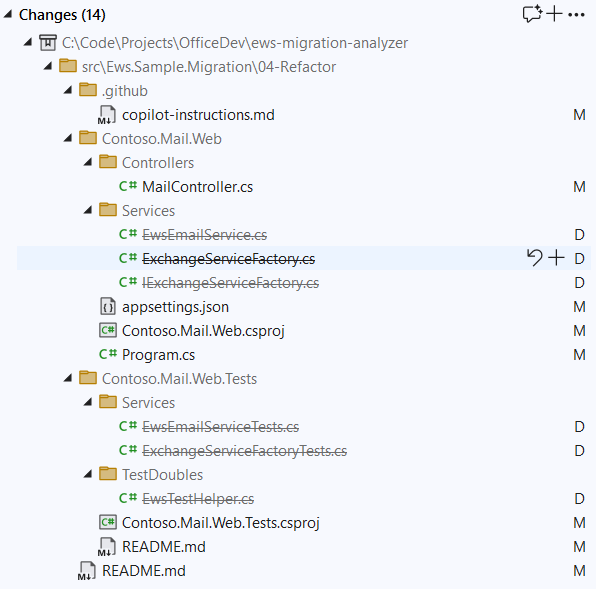 Changes (14)
C:\Code\Projects\OfficeDev\ews-migration-analyzer
src\Ews.Sample.Migration\04-Refactor
.github
M copilot-instructions.md M
Contoso.Mail.Web
Controllers
C# MailController.cs M
Services
C# EwsEmailService.cs D
C# ExchangeServiceFactory.cs D
C# IExchangeServiceFactory.cs D
appsettings.json M
C# Contoso.Mail.Web.csproj M
C# Program.cs M
Contoso.Mail.Web.Tests
Services
C# EwsEmailServiceTests.cs D
C# ExchangeServiceFactoryTests.cs D
TestDoubles
C# EwsTestHelper.cs D
C# Contoso.Mail.Web.Tests.csproj M
M README.md M
M README.md M